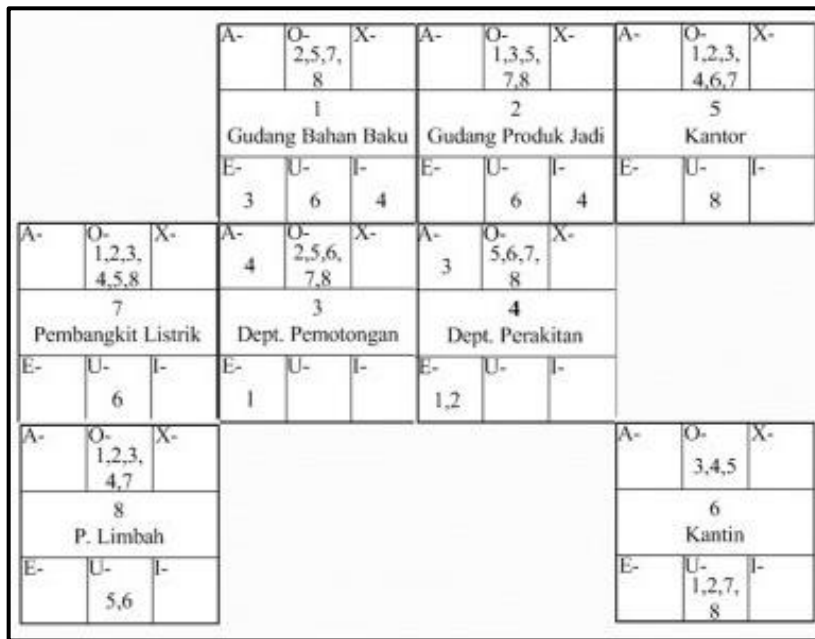 A- O- X- A- O- X- A- O- X-
2,5,7, 1,3,5, 1,2,3,
8 7,8 4,6,7
1 2 5
Gudang Bahan Baku Gudang Produk Jadi Kantor
E- U- I- E- U- I- E- U- I-
3 6 4 6 4 8
A- O- X- A- O- X- A- O- X-
1,2,3, 4 2,5,6, 3 5,6,7,
4,5,8 7,8 8
7 3 4
Pembangkit Listrik Dept. Pemotongan Dept. Perakitan
E- U- I- E- U- I- E- U- I-
6 1 1,2
A- O- X- A- O- X-
1,2,3, 3,4,5
4,7
8 6
P. Limbah Kantin
E- U- I- E- U- I-
5,6 1,2,7,
8